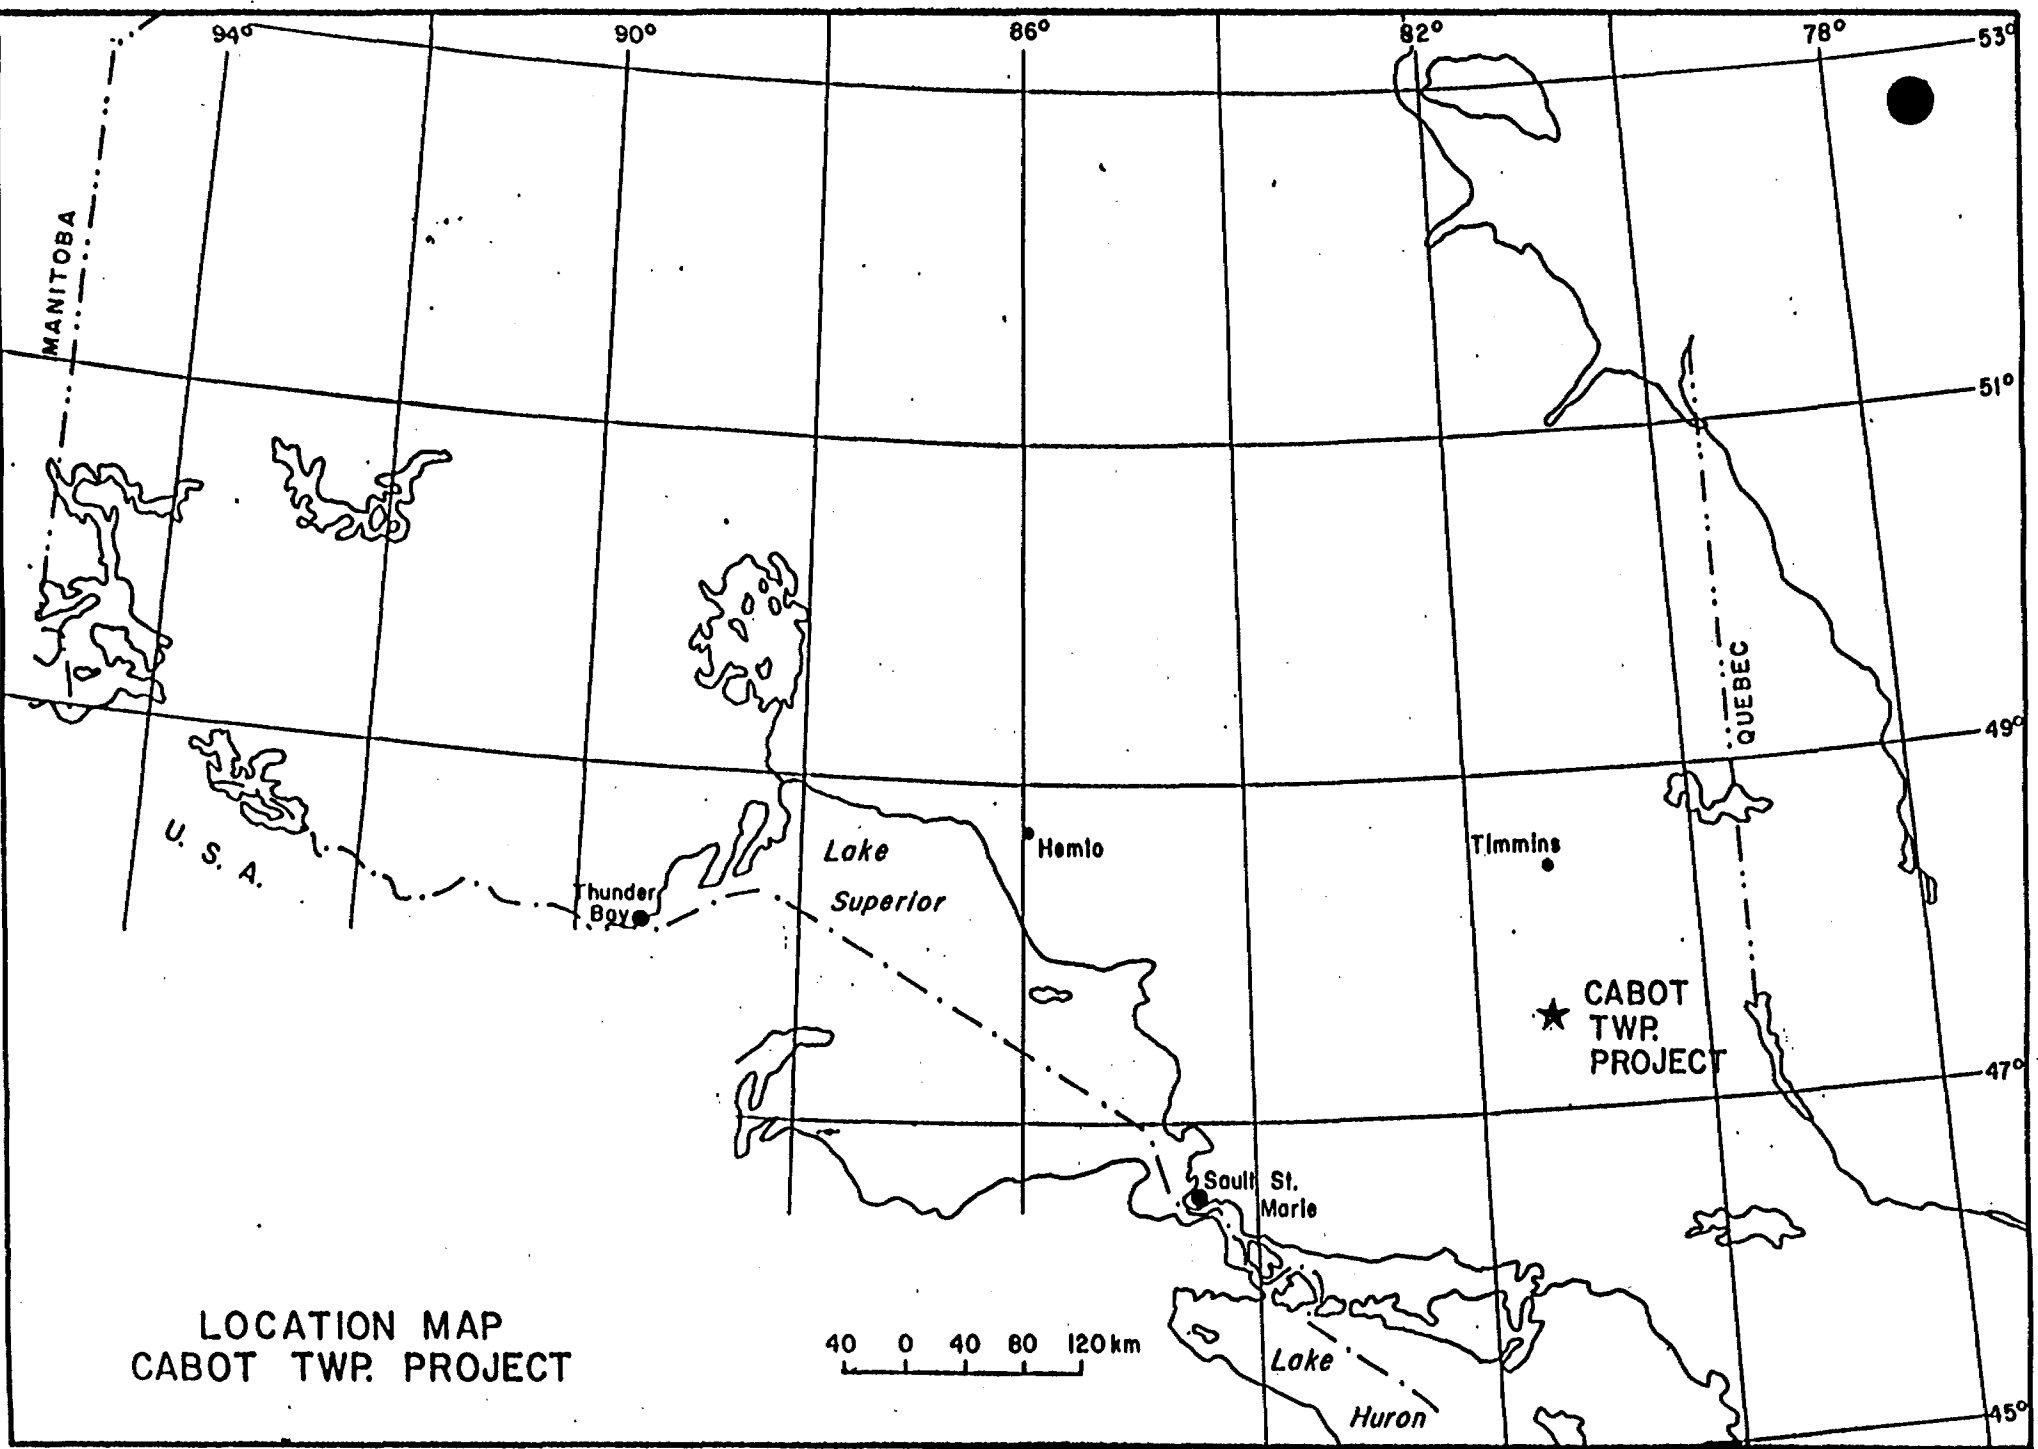 94° 90° 86° 82° 78°
53°
MANITOBA
51°
QUEBEC
49°
U. S. A.
Lake
Superior
Hemlo
Timmins
Thunder
Bay
CABOT
TWP.
PROJECT
47°
Sault St.
Marie
LOCATION MAP
CABOT TWP. PROJECT
40 0 40 80 120 km
Lake
Huron
45°